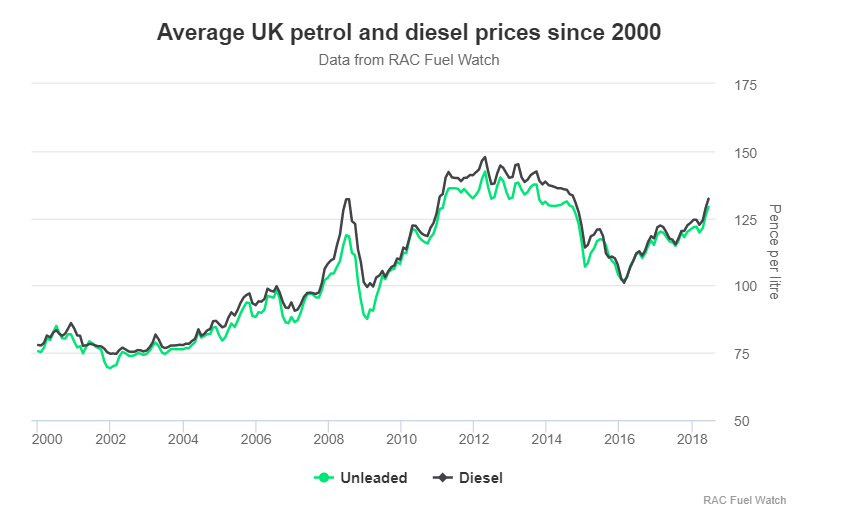 Average UK petrol and diesel prices since 2000
Data from RAC Fuel Watch
175
150
125
100
75
50
Pence per litre
2000 2002 2004 2006 2008 2010 2012 2014 2016 2018
Unleaded Diesel
RAC Fuel Watch